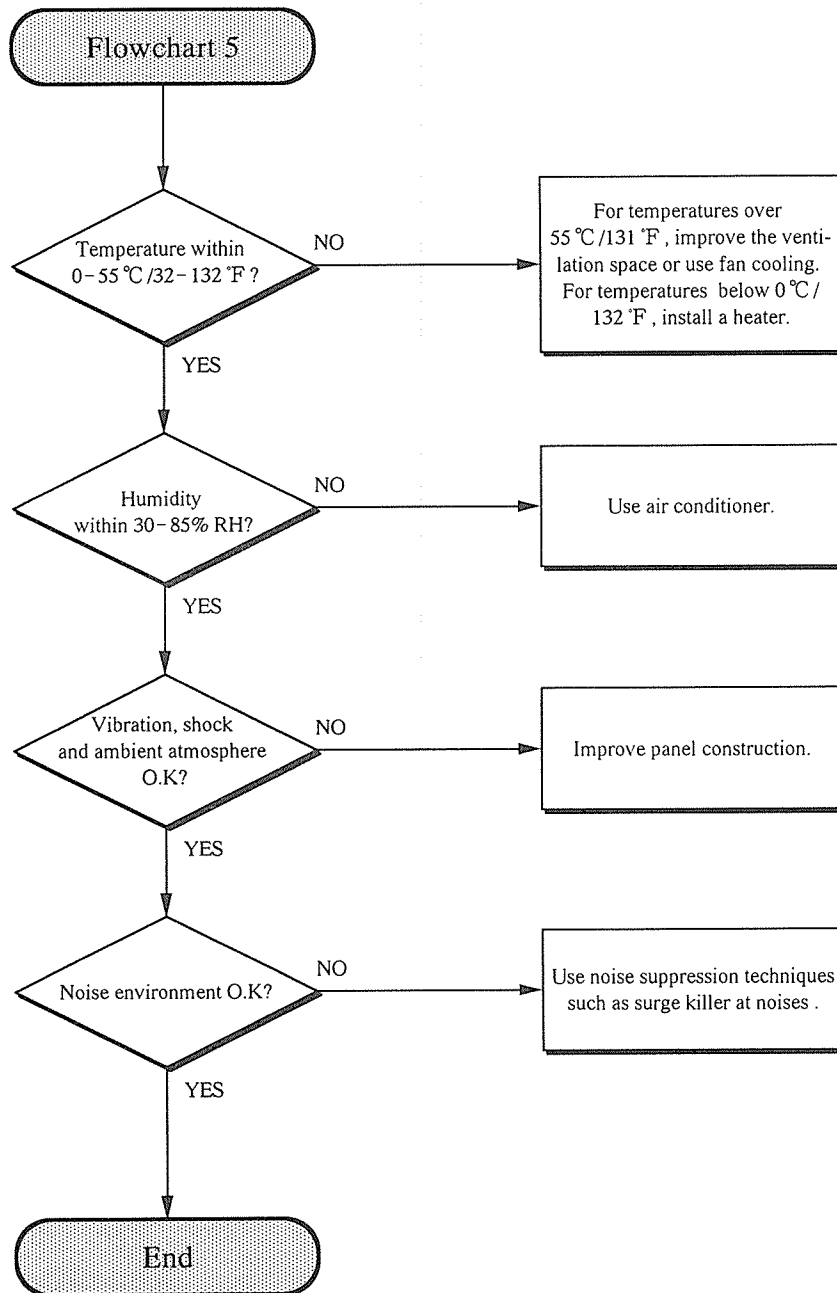 Flowchart 5
Temperature within
0–55 ℃/32–132 ℉?
NO
For temperatures over
55 ℃/131 ℉, improve the venti-
lation space or use fan cooling.
For temperatures below 0 ℃/
132 ℉, install a heater.
YES
Humidity
within 30–85% RH?
NO
Use air conditioner.
YES
Vibration, shock
and ambient atmosphere
O.K?
NO
Improve panel construction.
YES
Noise environment O.K?
NO
Use noise suppression techniques
such as surge killer at noises .
YES
End